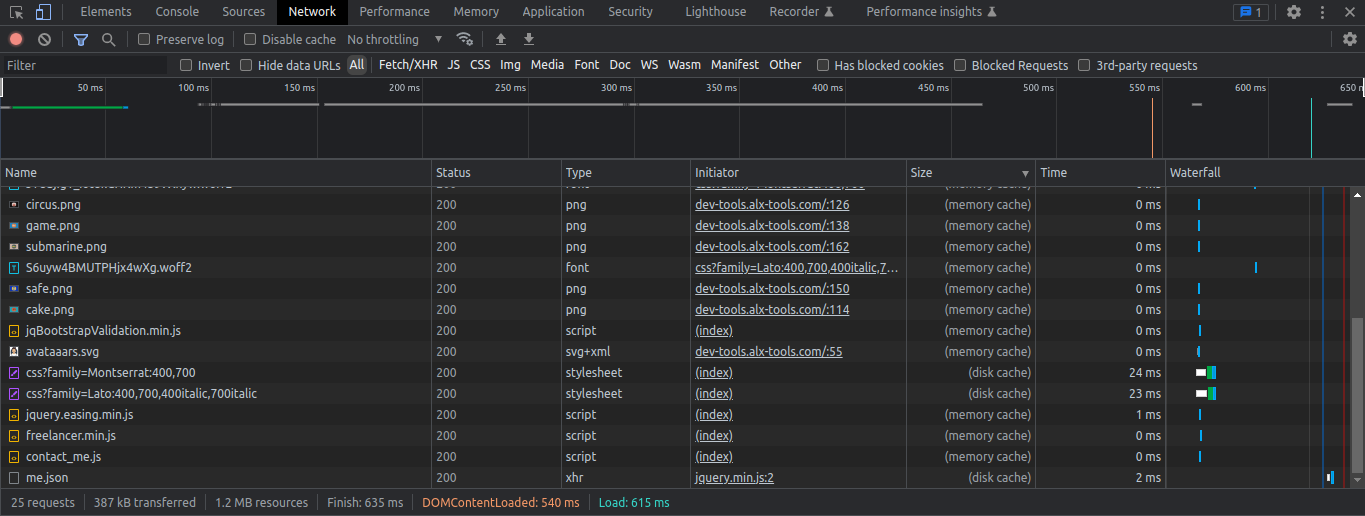 Elements Console Sources Network Performance Memory Application Security Lighthouse Recorder Performance insights 1
Preserve log Disable cache No throttling
Filter Invert Hide data URLs All Fetch/XHR JS CSS Img Media Font Doc WS Wasm Manifest Other Has blocked cookies Blocked Requests 3rd-party requests
50 ms 100 ms 150 ms 200 ms 250 ms 300 ms 350 ms 400 ms 450 ms 500 ms 550 ms 600 ms 650 m
Name Status Type Initiator Size Time Waterfall
circus.png 200 png dev-tools.alx-tools.com/:126 (memory cache) 0 ms
game.png 200 png dev-tools.alx-tools.com/:138 (memory cache) 0 ms
submarine.png 200 png dev-tools.alx-tools.com/:162 (memory cache) 0 ms
S6uyw4BMUTPHjx4wXg.woff2 200 font css?family=Lato:400,700,400italic,7... (memory cache) 0 ms
safe.png 200 png dev-tools.alx-tools.com/:150 (memory cache) 0 ms
cake.png 200 png dev-tools.alx-tools.com/:114 (memory cache) 0 ms
jqBootstrapValidation.min.js 200 script (index) (memory cache) 0 ms
avataaars.svg 200 svg+xml dev-tools.alx-tools.com/:55 (memory cache) 0 ms
css?family=Montserrat:400,700 200 stylesheet (index) (disk cache) 24 ms
css?family=Lato:400,700,400italic,700italic 200 stylesheet (index) (disk cache) 23 ms
jquery.easing.min.js 200 script (index) (memory cache) 1 ms
freelancer.min.js 200 script (index) (memory cache) 0 ms
contact_me.js 200 script (index) (memory cache) 0 ms
me.json 200 xhr jquery.min.js:2 (disk cache) 2 ms
25 requests 387 kB transferred 1.2 MB resources Finish: 635 ms DOMContentLoaded: 540 ms Load: 615 ms